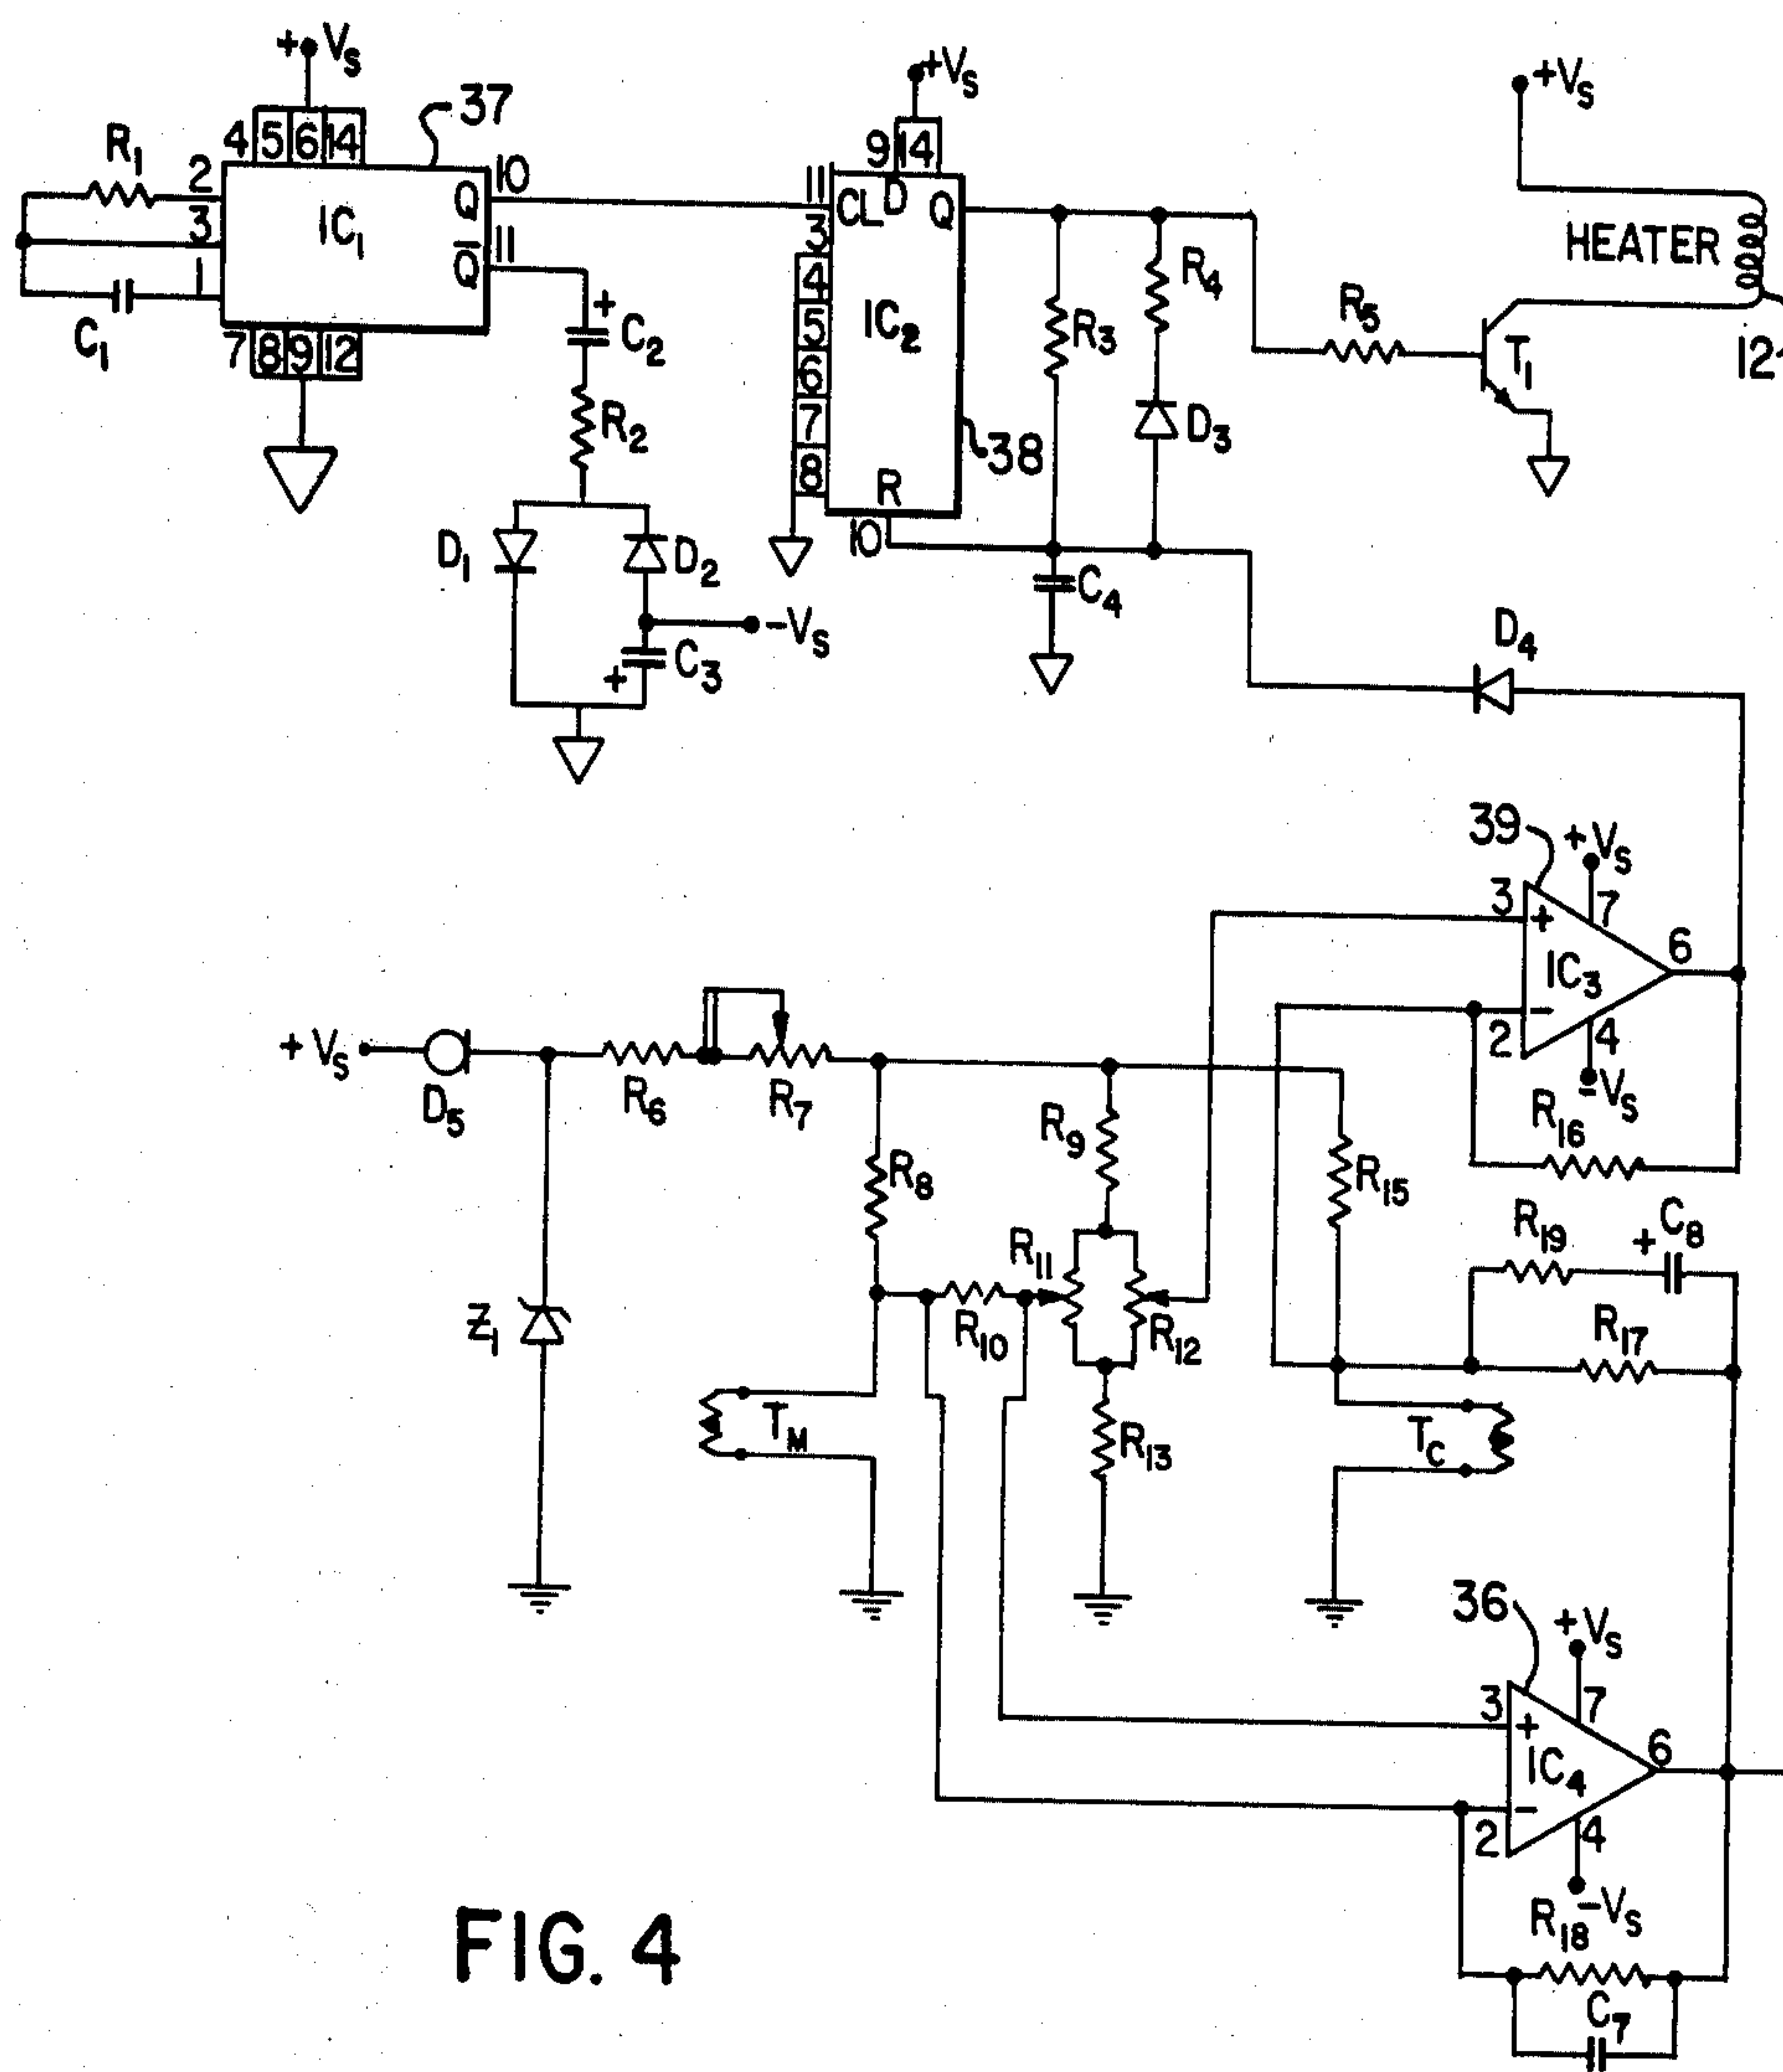 +Vs
37
4 5 6 14
R1
2
3
1
C1
IC1
Q 10
Q̅ 11
7 8 9 12
+
C2
R2
D1
D2
-Vs
C3
+
+Vs
9 14
11
CL D Q
3
4
5
6
7
8
IC2
R
10
38
R3
R4
D3
C4
R5
T1
+Vs
HEATER
12
D4
39
+Vs
3 + 7
IC3
6
2 - 4
-Vs
R16
+Vs
D5
R6
R7
R8
R9
R15
Z1
R10
R11
R12
R13
TM
TC
R19
+ C8
R17
36
+Vs
3 + 7
IC4
6
2 - 4
-Vs
R18
C7
FIG. 4